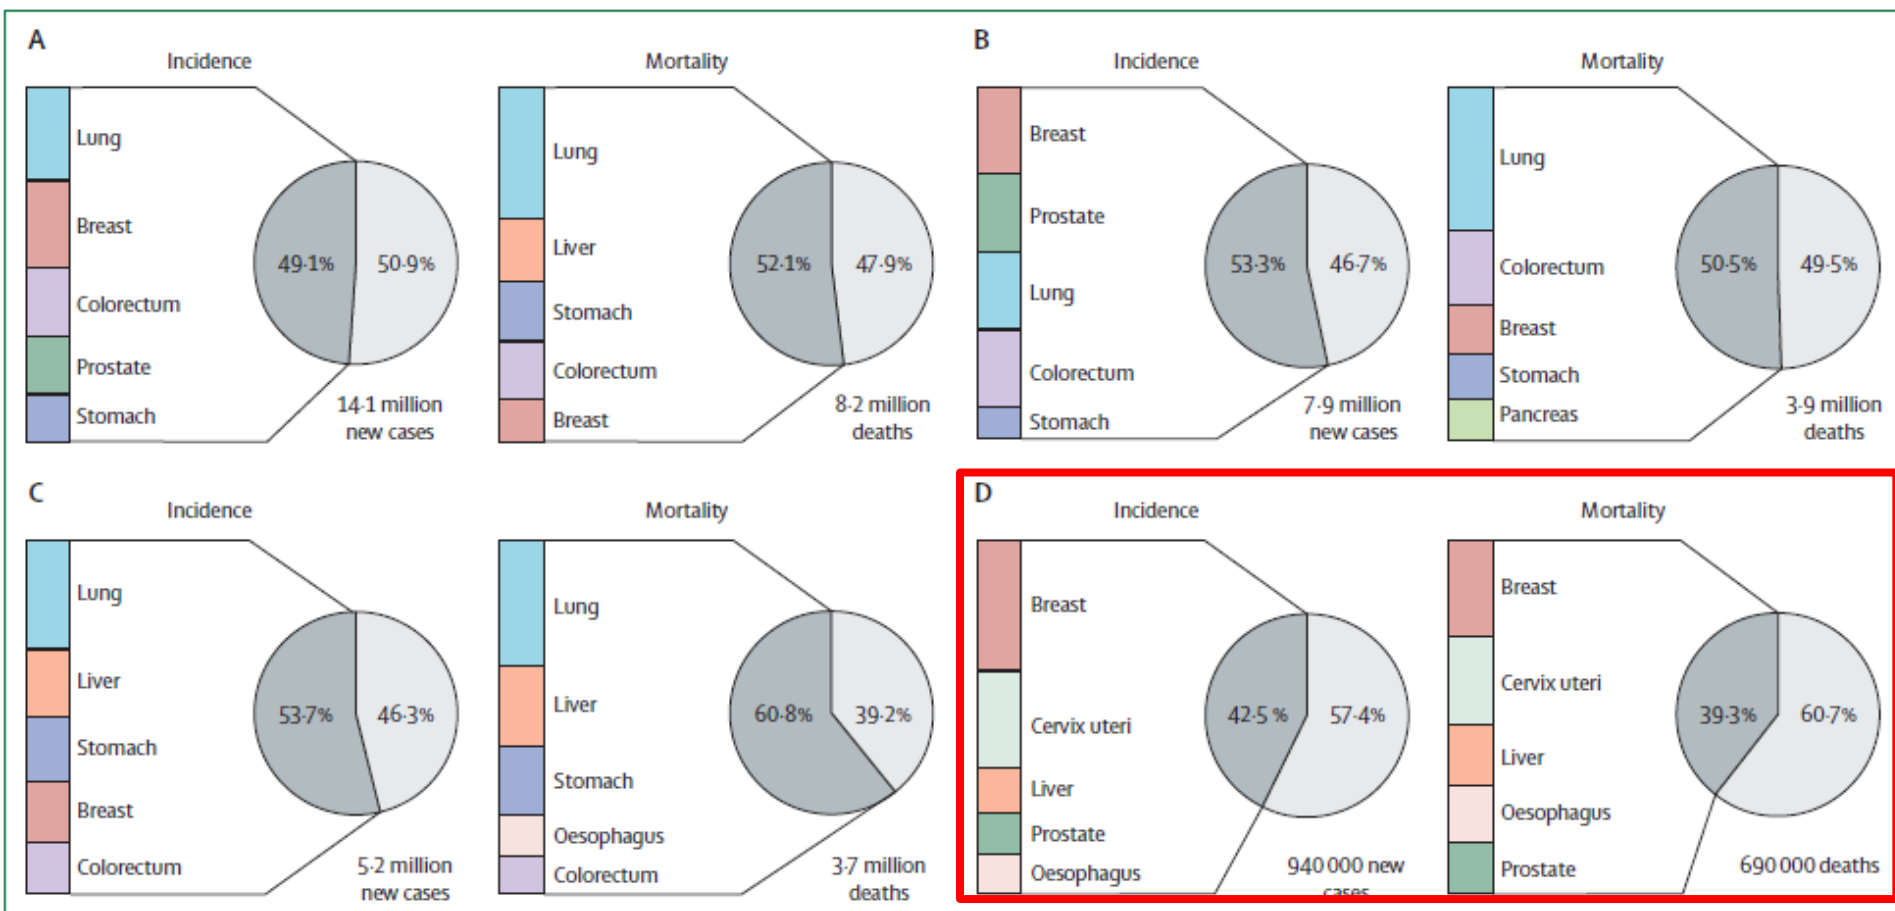 A
Incidence
Lung
Breast
Colorectum
Prostate
Stomach
49·1%
50·9%
14·1 million
new cases
Mortality
Lung
Liver
Stomach
Colorectum
Breast
52·1%
47·9%
8·2 million
deaths
B
Incidence
Breast
Prostate
Lung
Colorectum
Stomach
53·3%
46·7%
7·9 million
new cases
Mortality
Lung
Colorectum
Breast
Stomach
Pancreas
50·5%
49·5%
3·9 million
deaths
C
Incidence
Lung
Liver
Stomach
Breast
Colorectum
53·7%
46·3%
5·2 million
new cases
Mortality
Lung
Liver
Stomach
Oesophagus
Colorectum
60·8%
39·2%
3·7 million
deaths
D
Incidence
Breast
Cervix uteri
Liver
Prostate
Oesophagus
42·5 %
57·4%
940 000 new
cases
Mortality
Breast
Cervix uteri
Liver
Oesophagus
Prostate
39·3%
60·7%
690 000 deaths